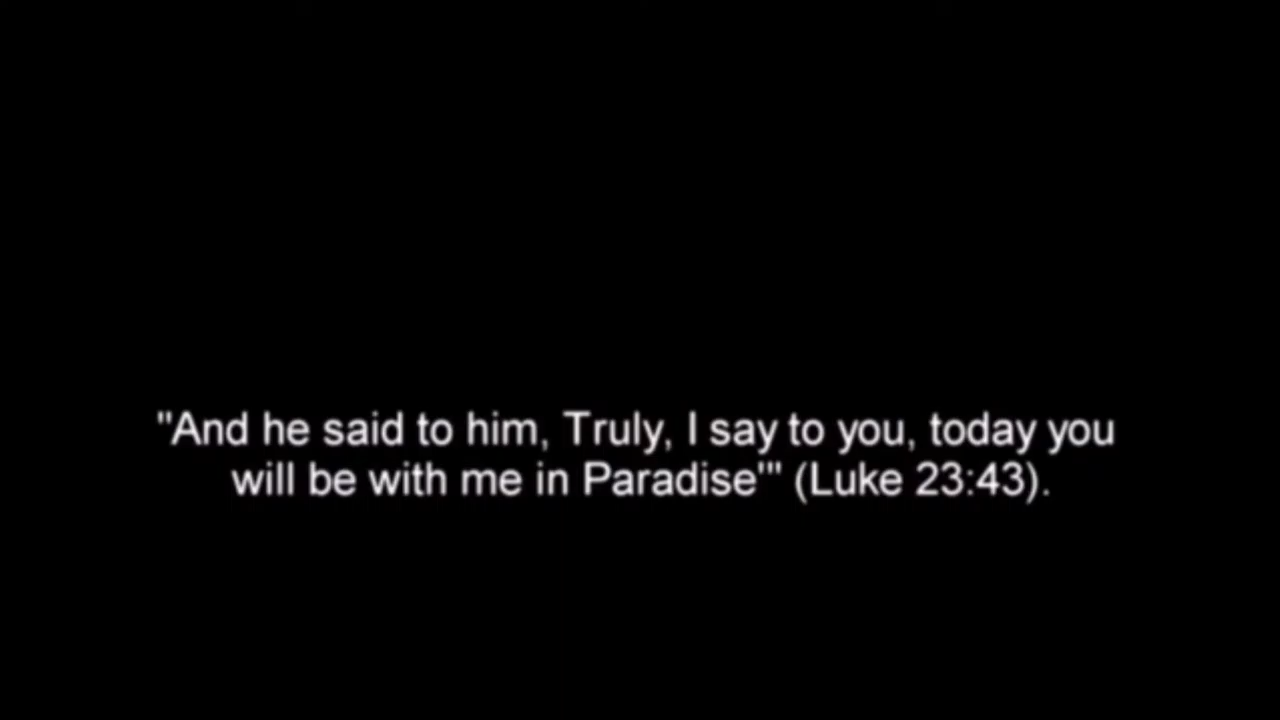 "And he said to him, Truly, I say to you, today you
will be with me in Paradise'" (Luke 23:43).